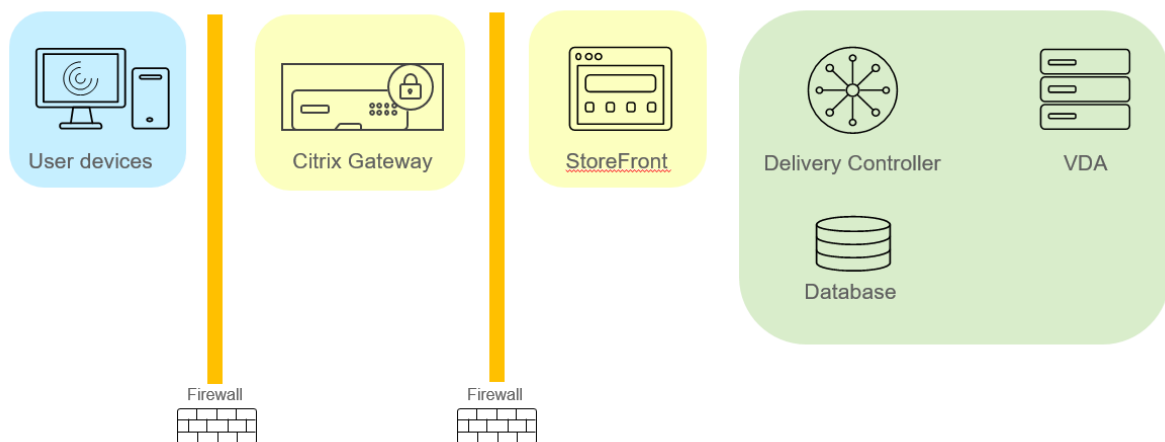 User devices
Citrix Gateway
StoreFront
Delivery Controller
VDA
Database
Firewall
Firewall